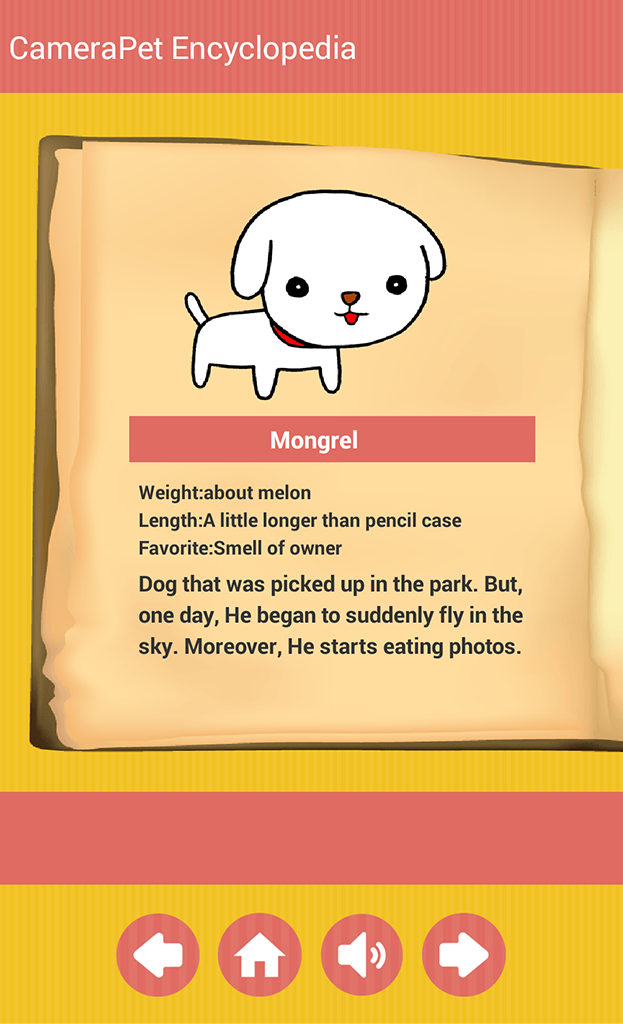 CameraPet Encyclopedia
Mongrel
Weight:about melon
Length:A little longer than pencil case
Favorite:Smell of owner
Dog that was picked up in the park. But,
one day, He began to suddenly fly in the
sky. Moreover, He starts eating photos.